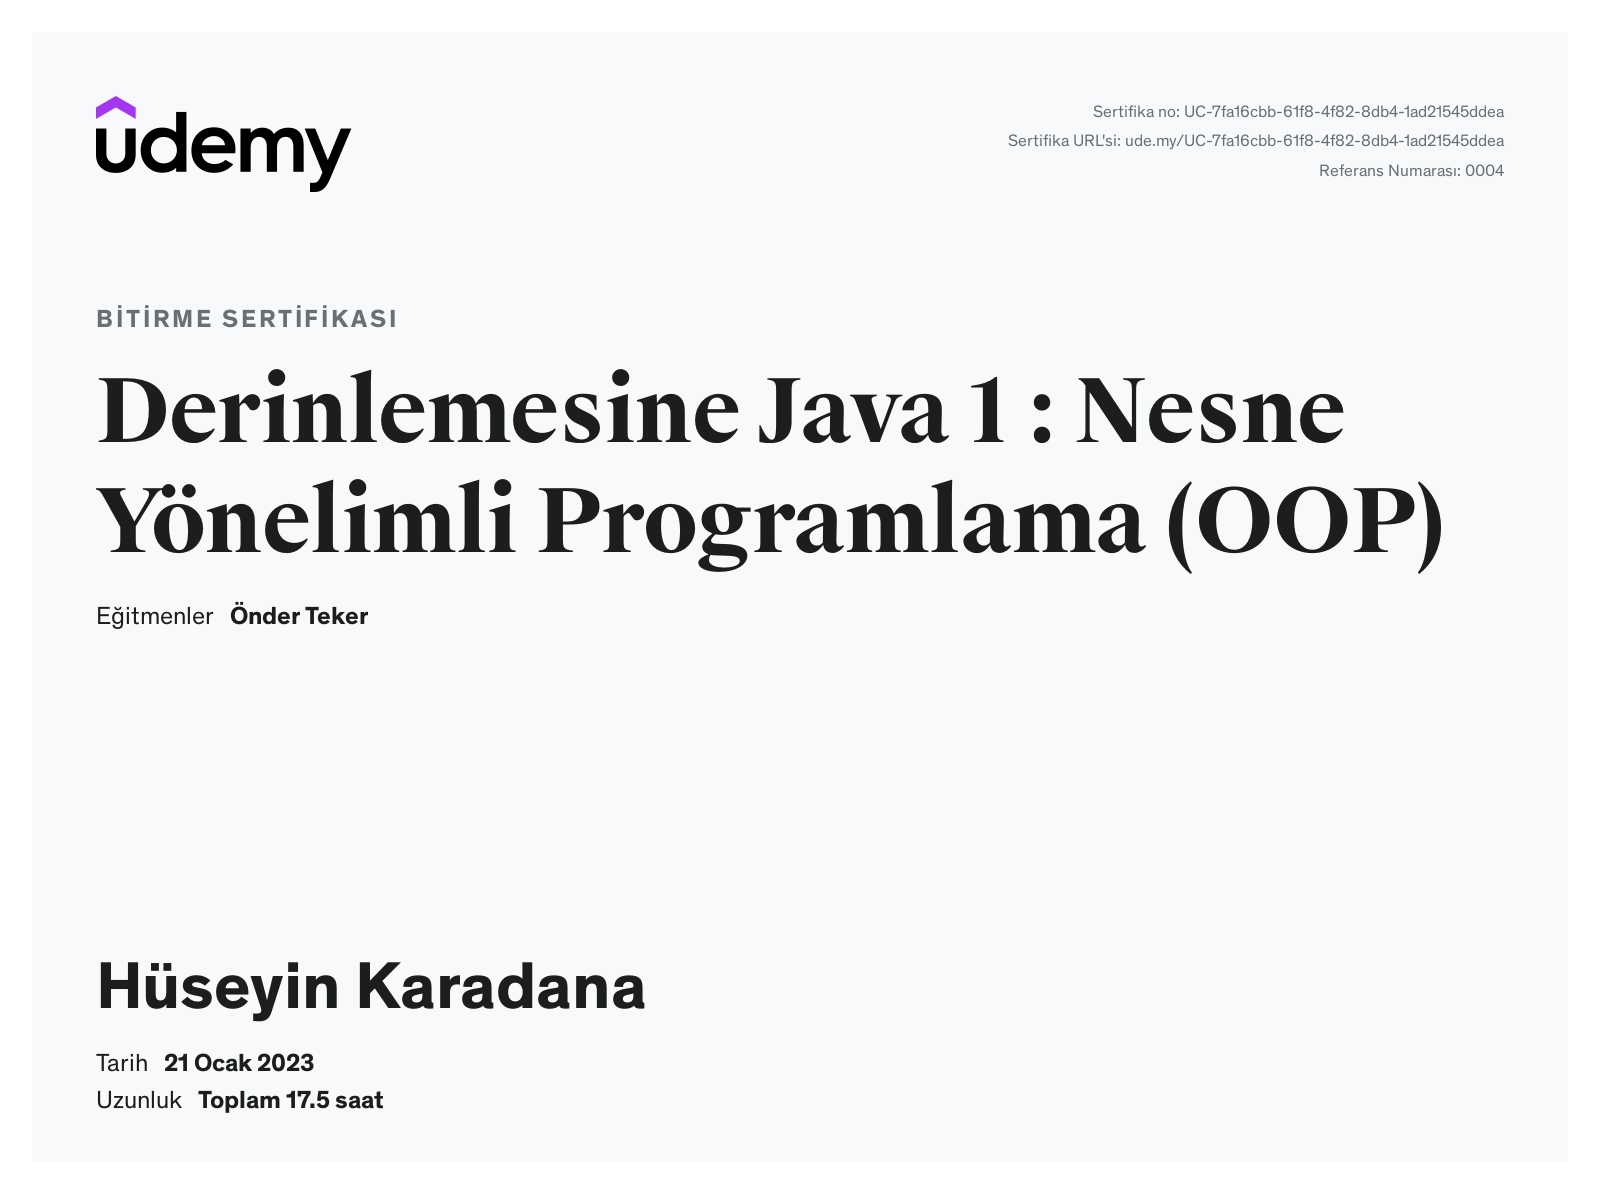 udemy
Sertifika no: UC-7fa16cbb-61f8-4f82-8db4-1ad21545ddea
Sertifika URL'si: ude.my/UC-7fa16cbb-61f8-4f82-8db4-1ad21545ddea
Referans Numarası: 0004
BİTİRME SERTİFİKASI
Derinlemesine Java 1 : Nesne
Yönelimli Programlama (OOP)
Eğitmenler Önder Teker
Hüseyin Karadana
Tarih 21 Ocak 2023
Uzunluk Toplam 17.5 saat